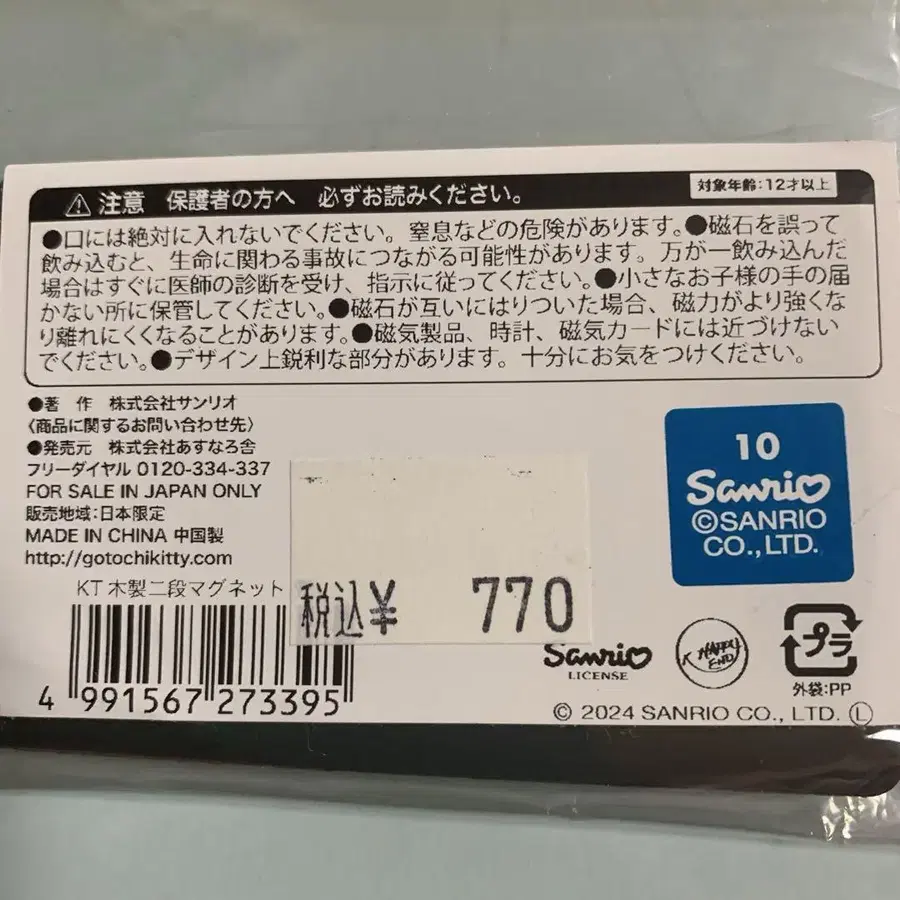 ⚠注意 保護者の方へ 必ずお読みください。
対象年齢:12才以上
●口には絶対に入れないでください。窒息などの危険があります。●磁石を誤って
飲み込むと、生命に関わる事故につながる可能性があります。万が一飲み込んだ
場合はすぐに医師の診断を受け、指示に従ってください。●小さなお子様の手の届
かない所に保管してください。●磁石が互いにはりついた場合、磁力がより強くな
り離れにくくなることがあります。●磁気製品、時計、磁気カードには近づけない
でください。●デザイン上鋭利な部分があります。十分にお気をつけください。
●著 作 株式会社サンリオ
〈商品に関するお問い合わせ先〉
●発売元 株式会社あすなろ舎
フリーダイヤル 0120-334-337
FOR SALE IN JAPAN ONLY
販売地域:日本限定
MADE IN CHINA 中国製
http://gotochikitty.com
KT 木製二段マグネット
4 991567 273395
税込¥ 770
10
Sanrio
©SANRIO
CO.,LTD.
Sanrio
LICENSE
HAPPY
END
プラ
外袋:PP
© 2024 SANRIO CO., LTD. Ⓛ